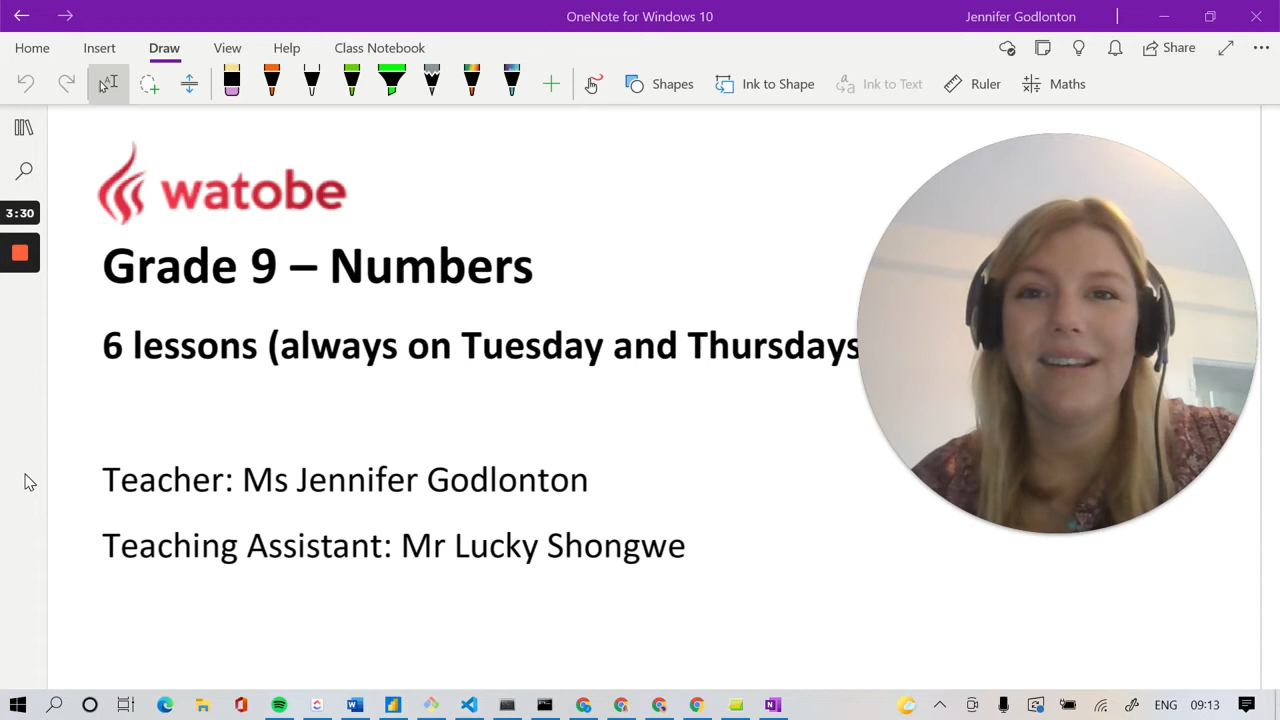 OneNote for Windows 10
Jennifer Godlonton
Home Insert Draw View Help Class Notebook
Share
Shapes Ink to Shape Ink to Text Ruler Maths
watobe
3:30
Grade 9 – Numbers
6 lessons (always on Tuesday and Thursdays
Teacher: Ms Jennifer Godlonton
Teaching Assistant: Mr Lucky Shongwe
ENG 09:13